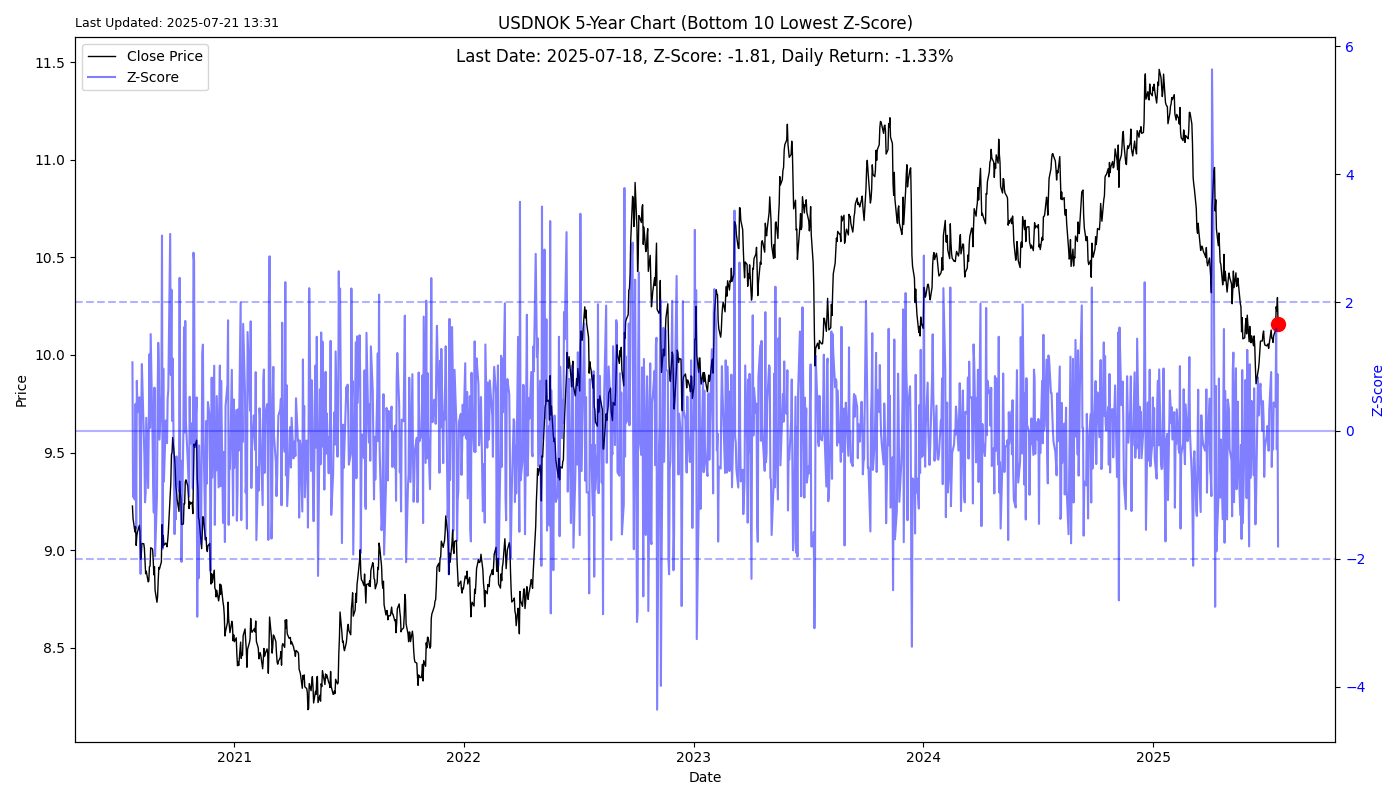 Last Updated: 2025-07-21 13:31
USDNOK 5-Year Chart (Bottom 10 Lowest Z-Score)
Last Date: 2025-07-18, Z-Score: -1.81, Daily Return: -1.33%
Close Price
Z-Score
11.5
11.0
10.5
10.0
9.5
9.0
8.5
Price
6
4
2
0
−2
−4
Z-Score
2021
2022
2023
2024
2025
Date